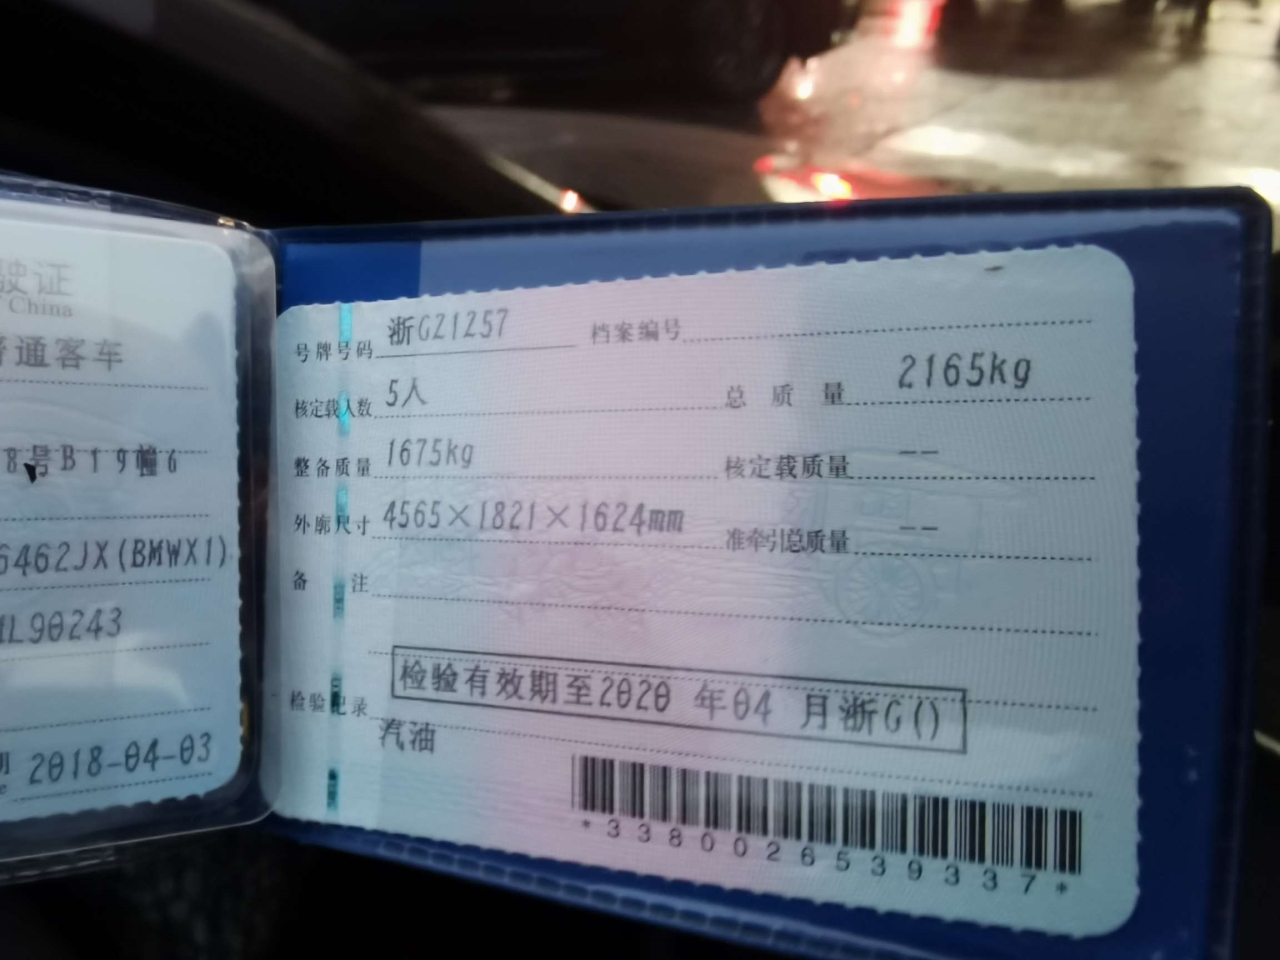 驶证
China
普通客车
8号B19幢6
6462JX(BMWX1)
ML90243
期 2018-04-03
号牌号码 浙GZ1257 档案编号
核定载人数 5人 总质量 2165kg
整备质量 1675kg 核定载质量 --
外廓尺寸 4565×1821×1624mm 准牵引总质量 --
备注
检验记录 检验有效期至2020 年04 月浙G()
汽油
*3380026539337*